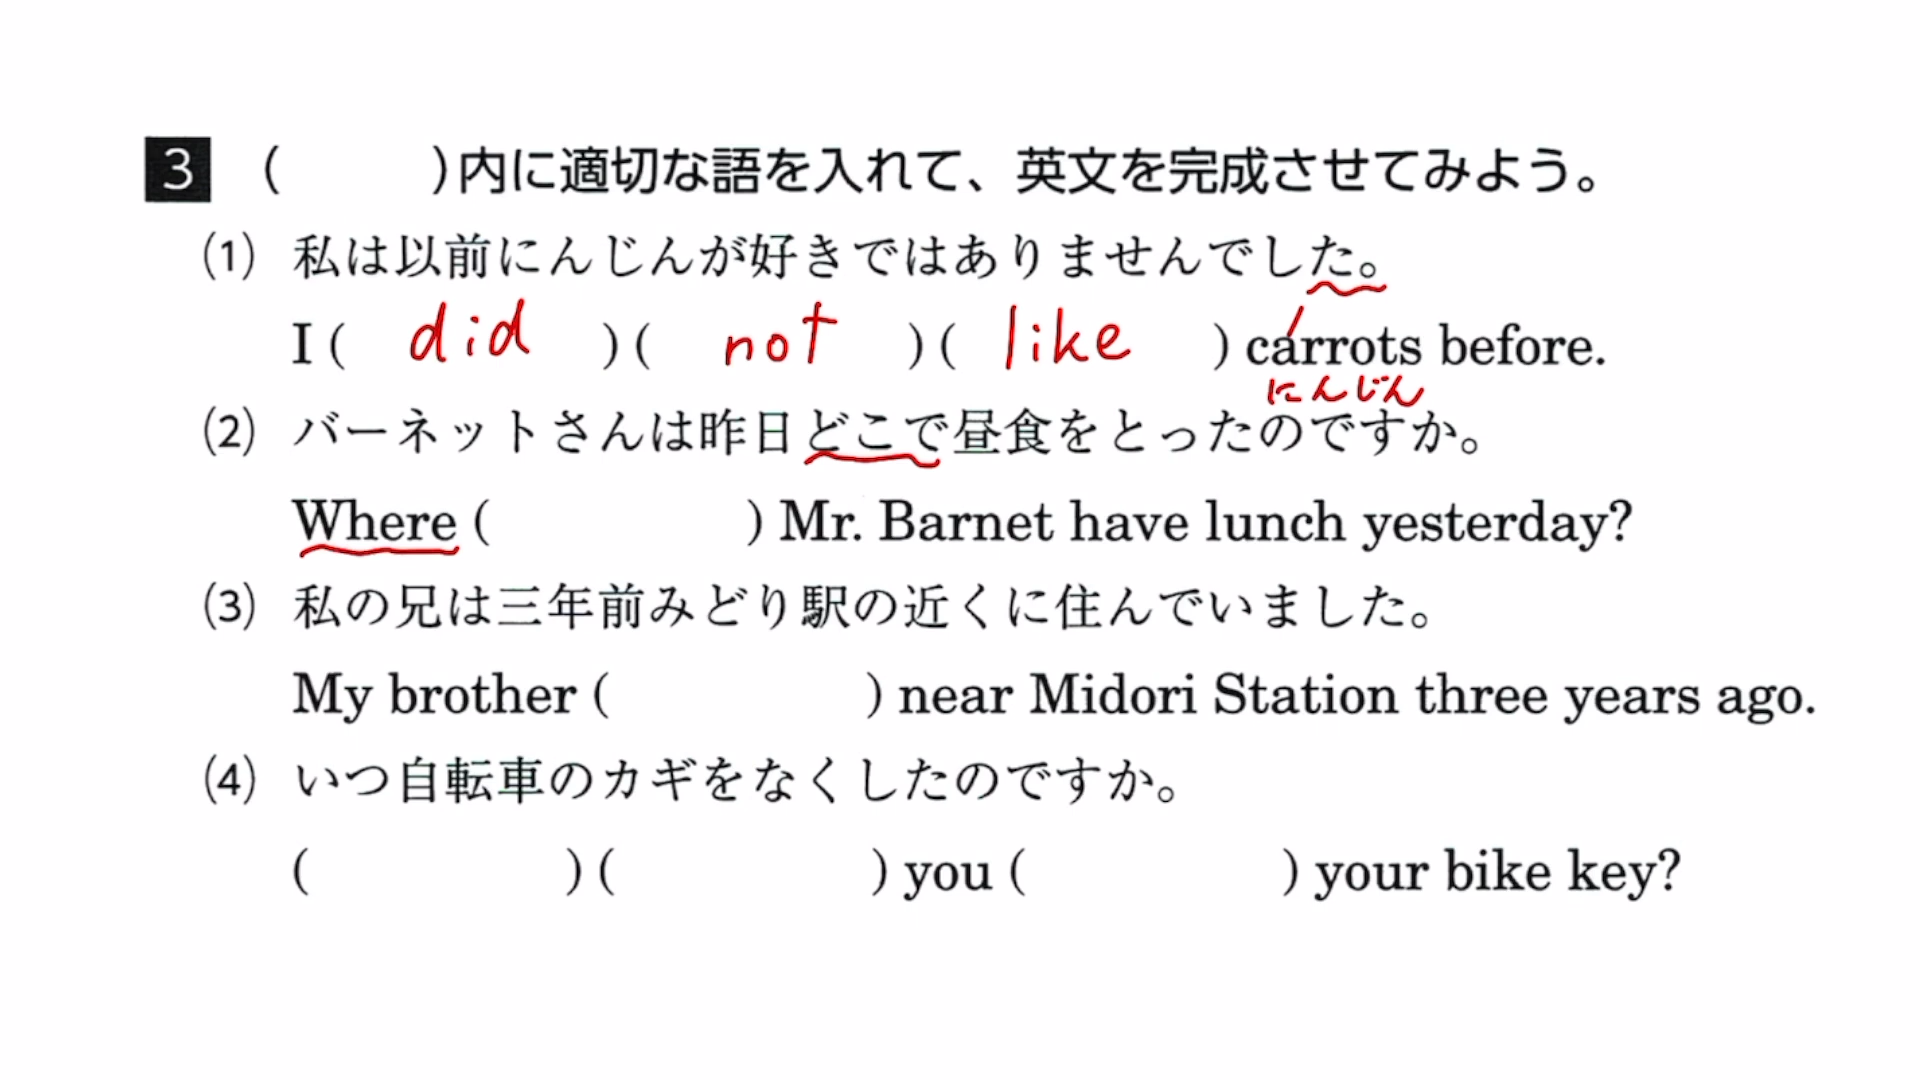 3 (　　)内に適切な語を入れて、英文を完成させてみよう。
(1) 私は以前にんじんが好きではありませんでした。
I ( did ) ( not ) ( like ) carrots before.
にんじん
(2) バーネットさんは昨日どこで昼食をとったのですか。
Where (　　) Mr. Barnet have lunch yesterday?
(3) 私の兄は三年前みどり駅の近くに住んでいました。
My brother (　　) near Midori Station three years ago.
(4) いつ自転車のカギをなくしたのですか。
(　　) (　　) you (　　) your bike key?